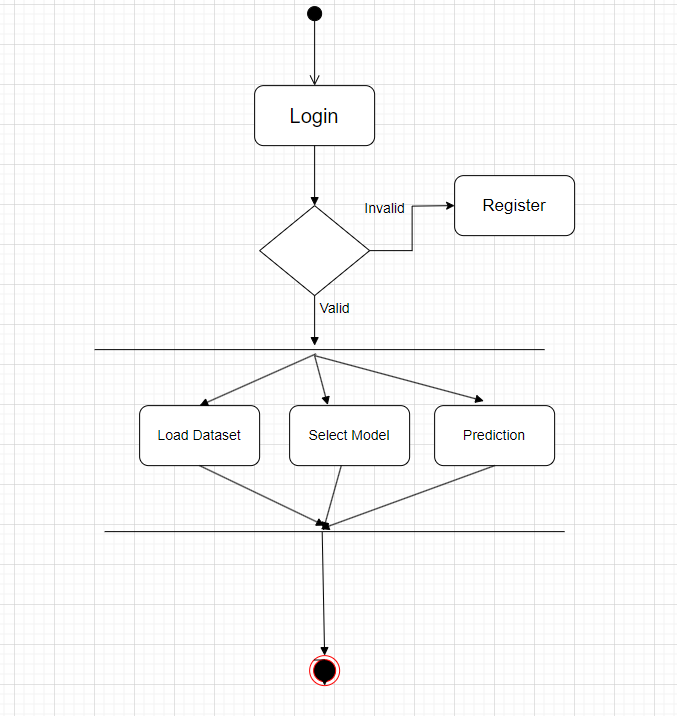 Login
Invalid
Register
Valid
Load Dataset
Select Model
Prediction